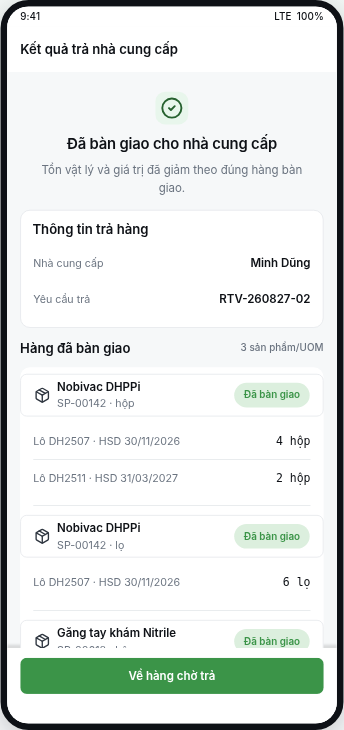 9:41
LTE 100%
Kết quả trả nhà cung cấp
Đã bàn giao cho nhà cung cấp
Tồn vật lý và giá trị đã giảm theo đúng hàng bàn
giao.
Thông tin trả hàng
Nhà cung cấp
Minh Dũng
Yêu cầu trả
RTV-260827-02
Hàng đã bàn giao
3 sản phẩm/UOM
Nobivac DHPPi
SP-00142 · hộp
Đã bàn giao
Lô DH2507 · HSD 30/11/2026
4 hộp
Lô DH2511 · HSD 31/03/2027
2 hộp
Nobivac DHPPi
SP-00142 · lọ
Đã bàn giao
Lô DH2507 · HSD 30/11/2026
6 lọ
Găng tay khám Nitrile
Đã bàn giao
Về hàng chờ trả